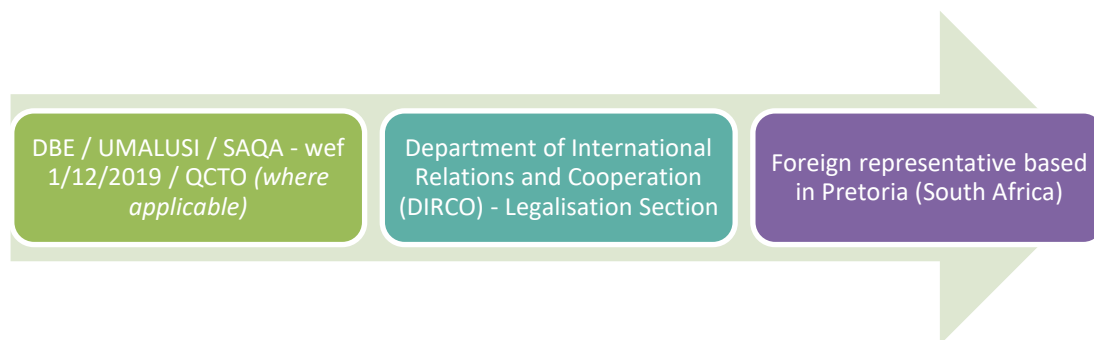 DBE / UMALUSI / SAQA - wef
1/12/2019 / QCTO (where
applicable)
Department of International
Relations and Cooperation
(DIRCO) - Legalisation Section
Foreign representative based
in Pretoria (South Africa)